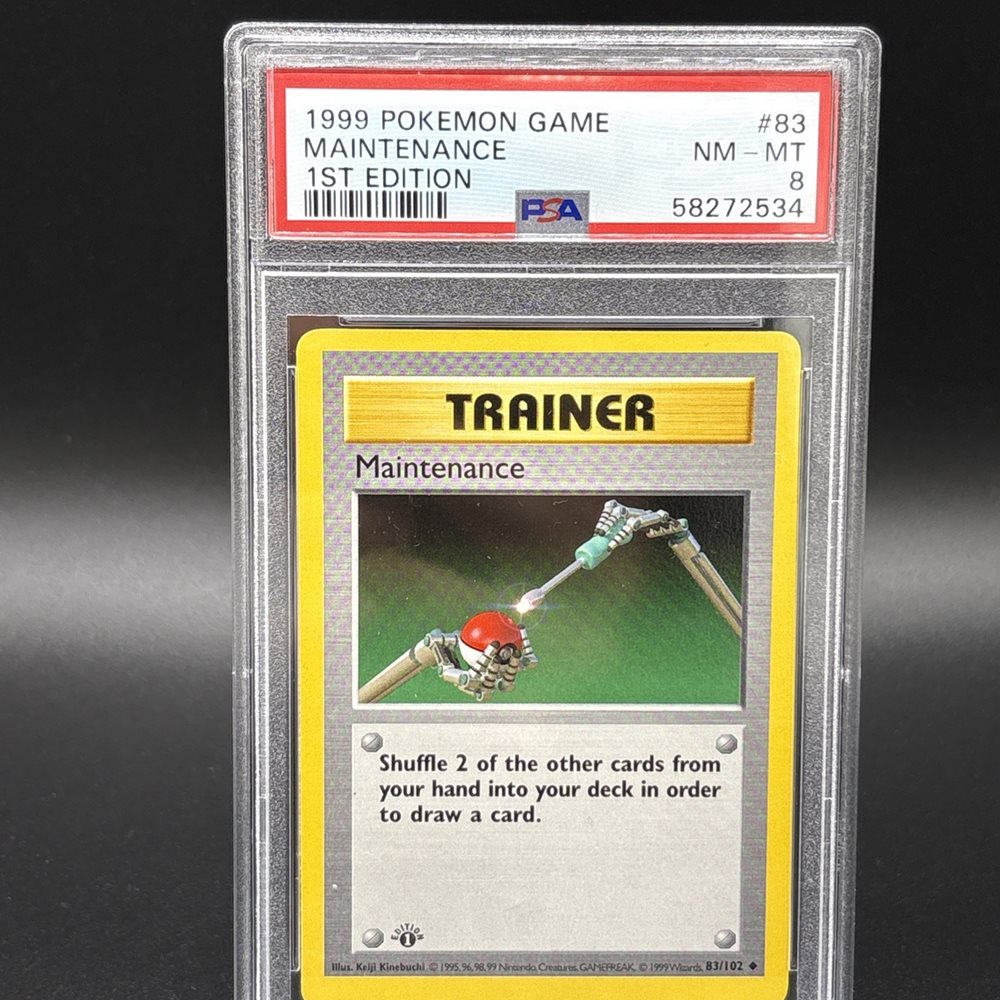 1999 POKEMON GAME #83
MAINTENANCE NM - MT
1ST EDITION 8
PSA 58272534
TRAINER
Maintenance
Shuffle 2 of the other cards from
your hand into your deck in order
to draw a card.
EDITION 1
Illus. Keiji Kinebuchi © 1995, 96, 98, 99 Nintendo, Creatures, GAMEFREAK. © 1999 Wizards. 83/102